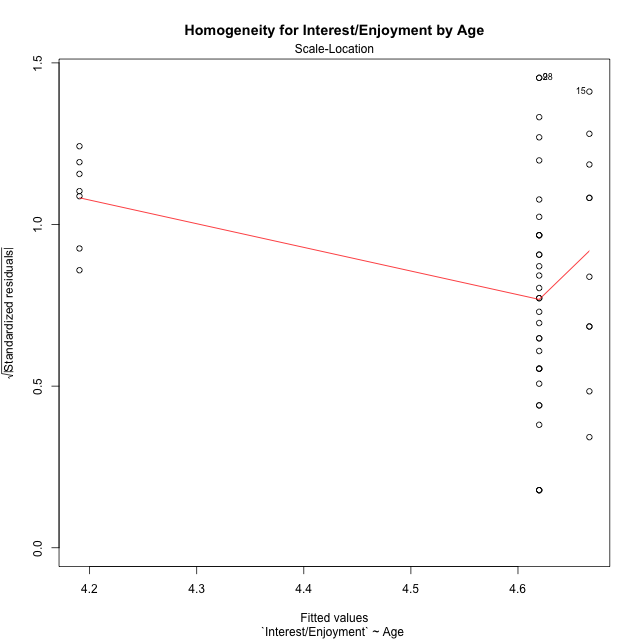 Homogeneity for Interest/Enjoyment by Age
Scale-Location
1.5
1.0
0.5
0.0
√|Standardized residuals|
28
15
4.2 4.3 4.4 4.5 4.6
Fitted values
`Interest/Enjoyment` ~ Age